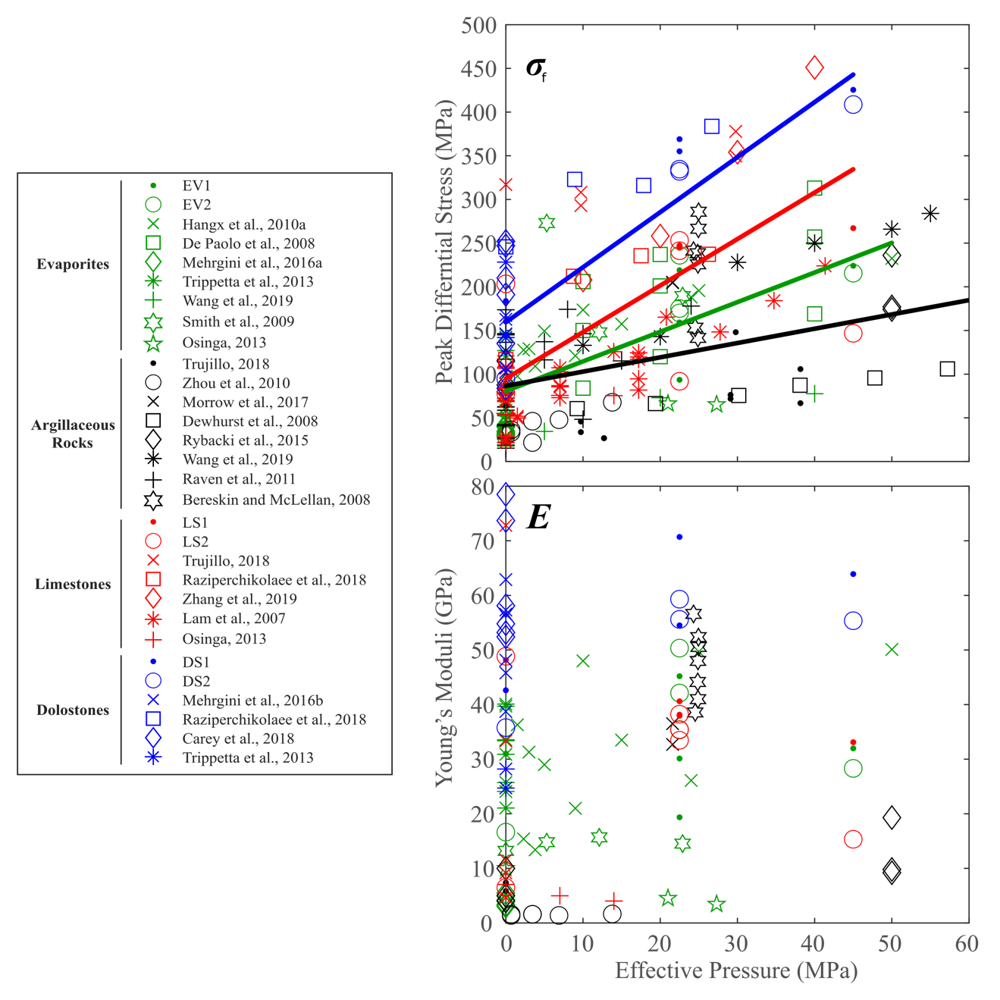 Evaporites
EV1
EV2
Hangx et al., 2010a
De Paolo et al., 2008
Mehrgini et al., 2016a
Trippetta et al., 2013
Wang et al., 2019
Smith et al., 2009
Osinga, 2013
Argillaceous
Rocks
Trujillo, 2018
Zhou et al., 2010
Morrow et al., 2017
Dewhurst et al., 2008
Rybacki et al., 2015
Wang et al., 2019
Raven et al., 2011
Bereskin and McLellan, 2008
Limestones
LS1
LS2
Trujillo, 2018
Raziperchikolaee et al., 2018
Zhang et al., 2019
Lam et al., 2007
Osinga, 2013
Dolostones
DS1
DS2
Mehrgini et al., 2016b
Raziperchikolaee et al., 2018
Carey et al., 2018
Trippetta et al., 2013
Peak Differntial Stress (MPa)
500
450
400
350
300
250
200
150
100
50
0
σf
Young's Moduli (GPa)
80
70
60
50
40
30
20
10
0
E
0 10 20 30 40 50 60
Effective Pressure (MPa)